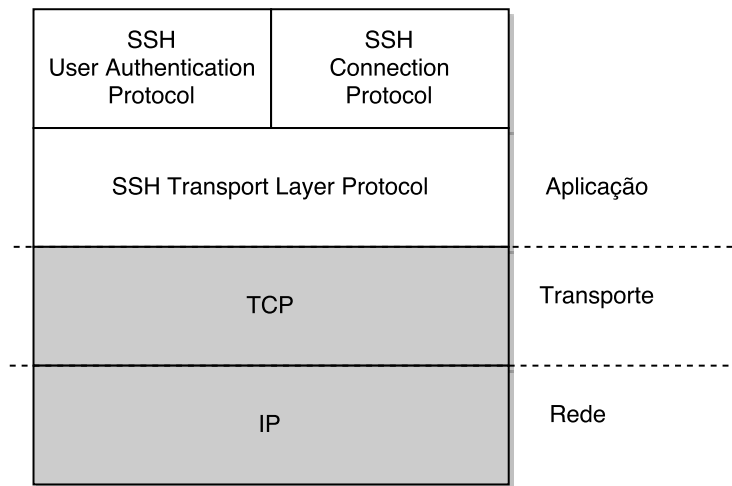 SSH
User Authentication
Protocol
SSH
Connection
Protocol
SSH Transport Layer Protocol
Aplicação
TCP
Transporte
IP
Rede